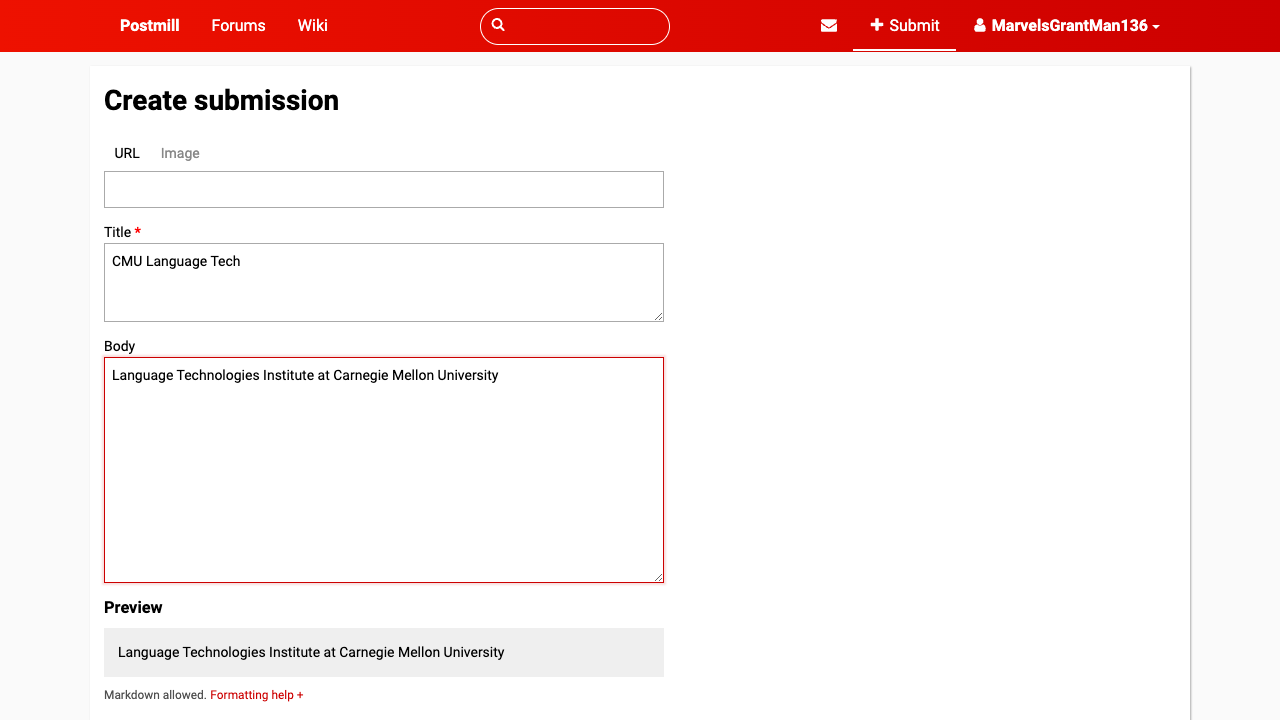 Postmill Forums Wiki Submit MarvelsGrantMan136
Create submission
URL Image
Title *
CMU Language Tech
Body
Language Technologies Institute at Carnegie Mellon University
Preview
Language Technologies Institute at Carnegie Mellon University
Markdown allowed. Formatting help +